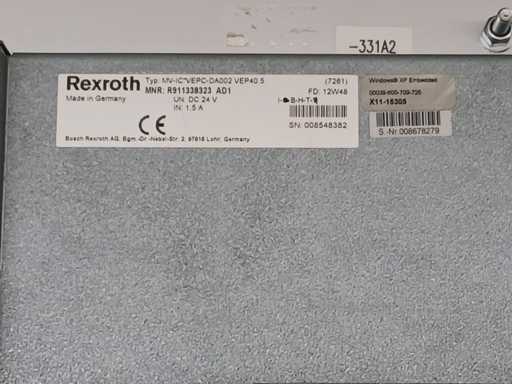 -331A2
Rexroth
Made in Germany
Typ: MV-IC*VEPC-DA002 VEP40.5
(7261)
MNR: R911338323 AD1
FD: 12W48
UN: DC 24 V
IN: 1,5 A
SN: 008548382
Bosch Rexroth AG, Bgm.-Dr.-Nebel-Str. 2, 97816 Lohr, Germany
Windows® XP Embedded
X11-15305
S.-Nr.008678279